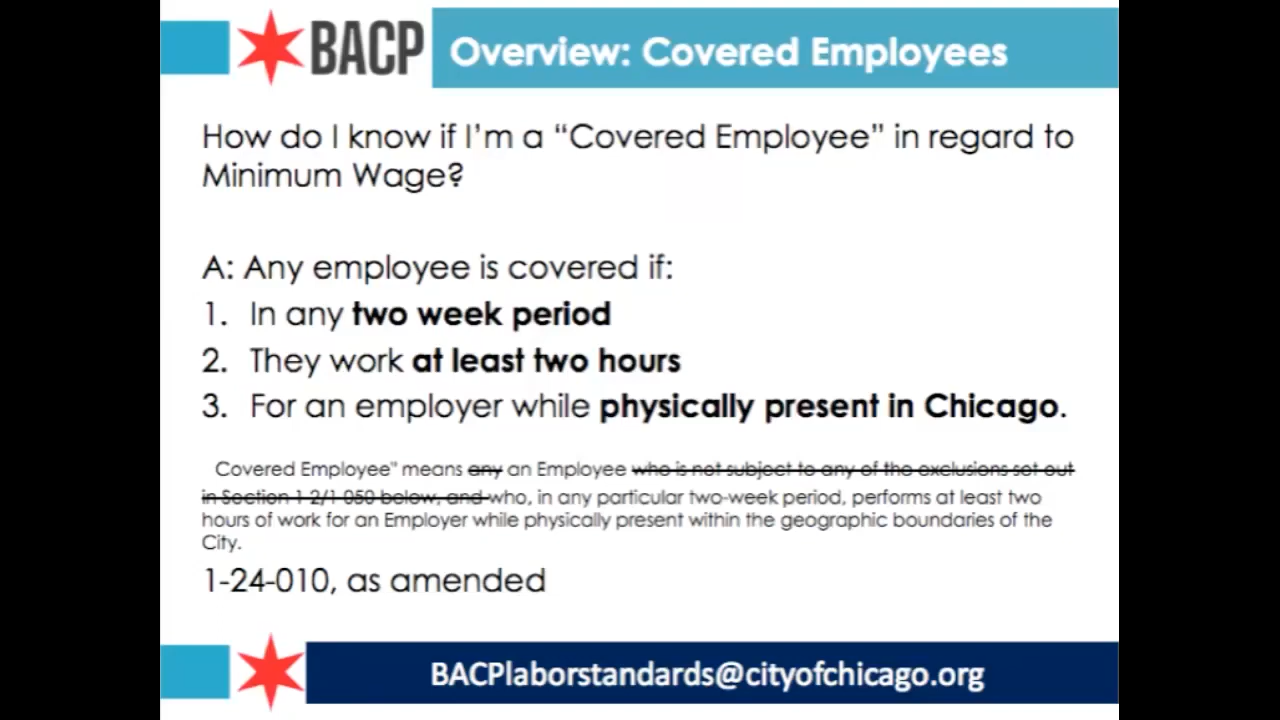 BACP Overview: Covered Employees
How do I know if I'm a “Covered Employee” in regard to
Minimum Wage?
A: Any employee is covered if:
1. In any two week period
2. They work at least two hours
3. For an employer while physically present in Chicago.
Covered Employee" means any an Employee who is not subject to any of the exclusions set out
in Section 1 2/1 050 below, and who, in any particular two-week period, performs at least two
hours of work for an Employer while physically present within the geographic boundaries of the
City.
1-24-010, as amended
BACPlaborstandards@cityofchicago.org